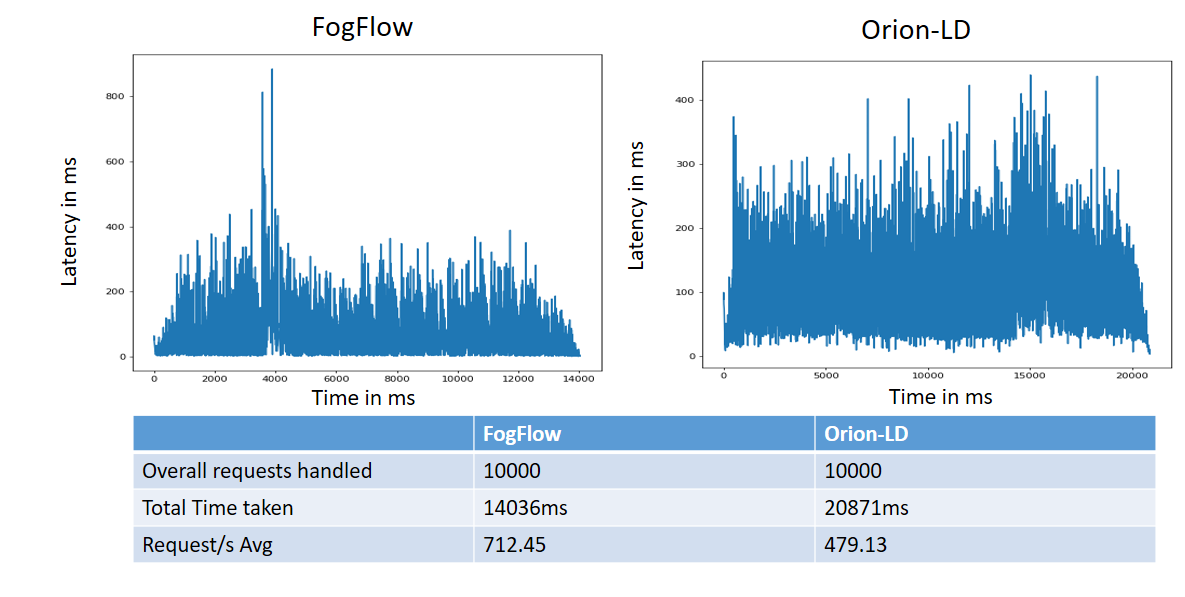 FogFlow
Orion-LD
Latency in ms
800
600
400
200
0
0 2000 4000 6000 8000 10000 12000 14000
Time in ms
Latency in ms
400
300
200
100
0
0 5000 10000 15000 20000
Time in ms
FogFlow Orion-LD
Overall requests handled 10000 10000
Total Time taken 14036ms 20871ms
Request/s Avg 712.45 479.13